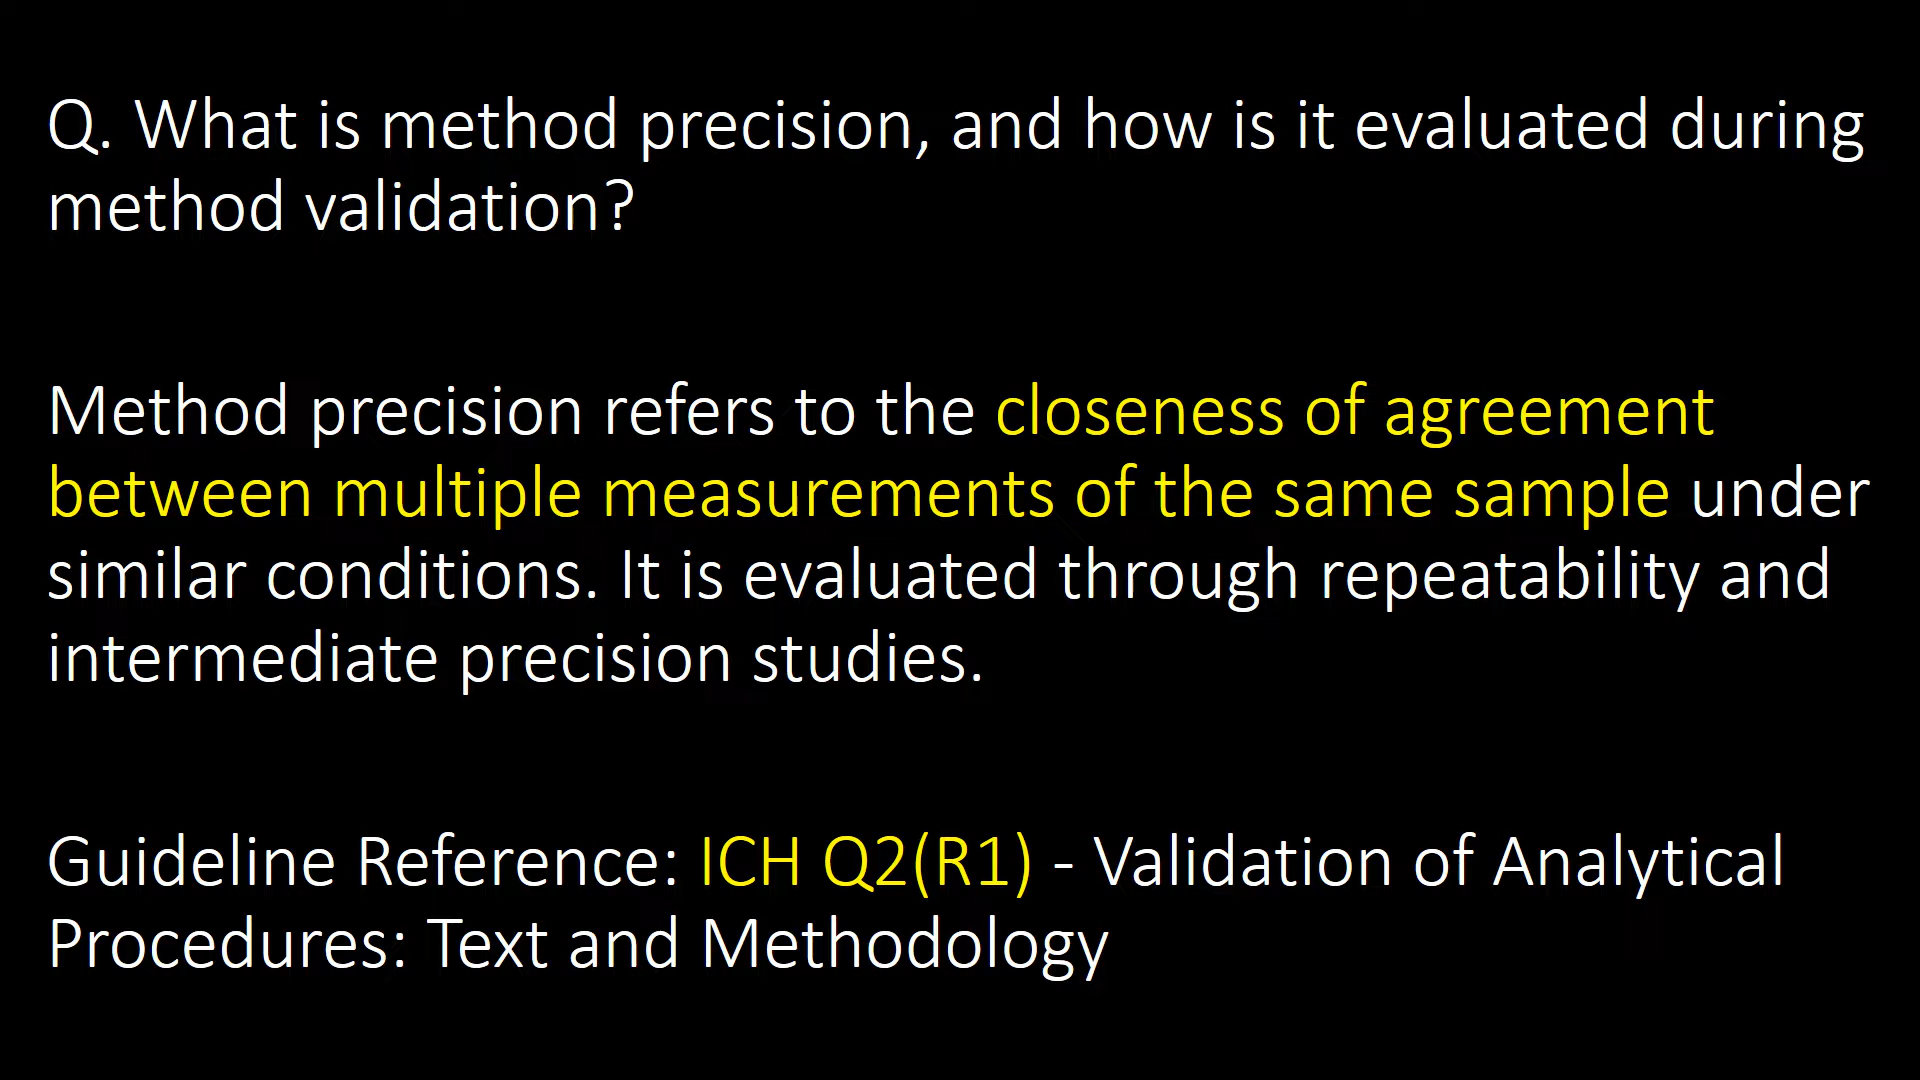 Q. What is method precision, and how is it evaluated during
method validation?
Method precision refers to the closeness of agreement
between multiple measurements of the same sample under
similar conditions. It is evaluated through repeatability and
intermediate precision studies.
Guideline Reference: ICH Q2(R1) - Validation of Analytical
Procedures: Text and Methodology